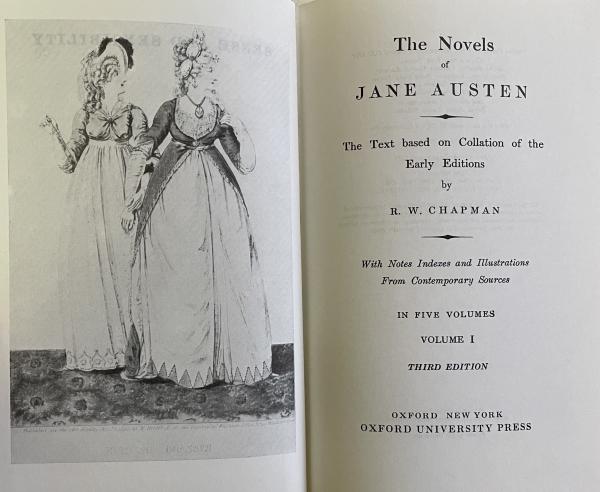 The Novels
of
JANE AUSTEN
The Text based on Collation of the
Early Editions
by
R. W. CHAPMAN
With Notes Indexes and Illustrations
From Contemporary Sources
IN FIVE VOLUMES
VOLUME I
THIRD EDITION
OXFORD NEW YORK
OXFORD UNIVERSITY PRESS